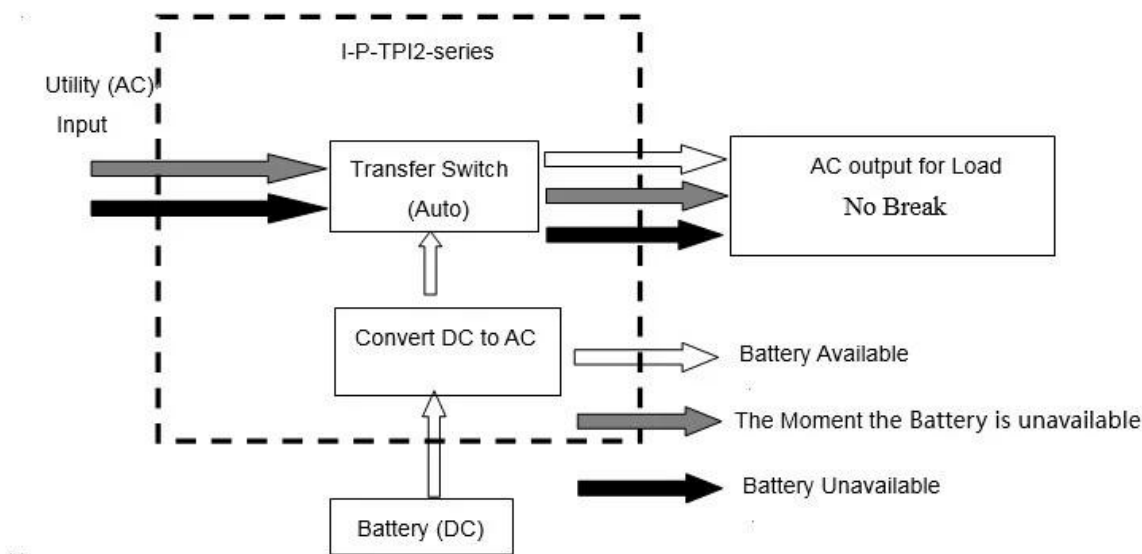 I-P-TPI2-series
Utility (AC)
Input
Transfer Switch
(Auto)
AC output for Load
No Break
Convert DC to AC
Battery Available
The Moment the Battery is unavailable
Battery Unavailable
Battery (DC)